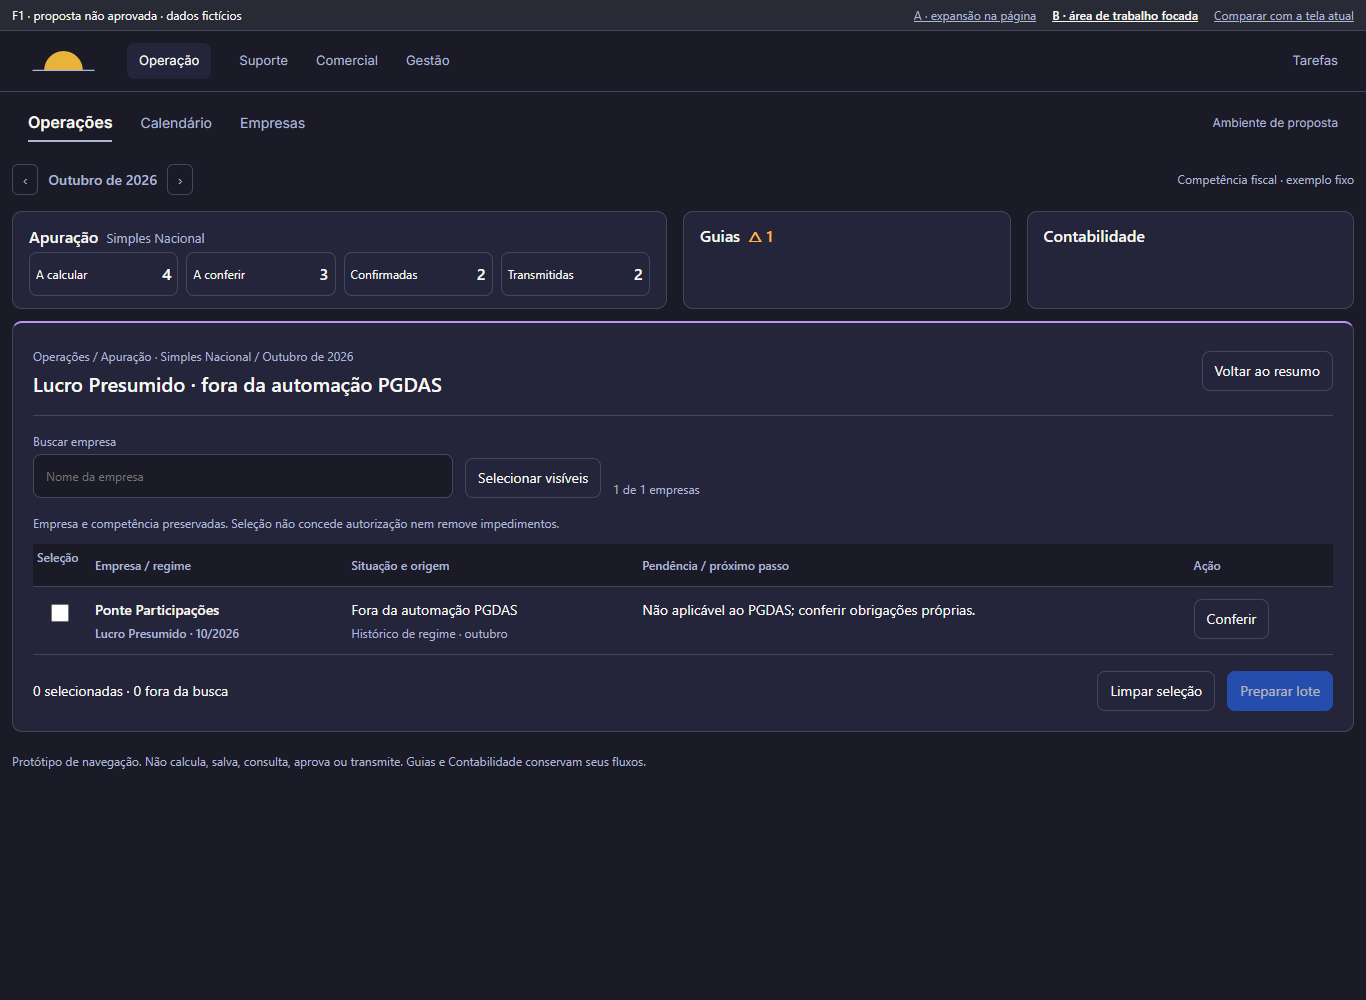 F1 · proposta não aprovada · dados fictícios
A · expansão na página
B · área de trabalho focada
Comparar com a tela atual
Operação
Suporte
Comercial
Gestão
Tarefas
Operações
Calendário
Empresas
Ambiente de proposta
‹
Outubro de 2026
›
Competência fiscal · exemplo fixo
Apuração Simples Nacional
A calcular 4
A conferir 3
Confirmadas 2
Transmitidas 2
Guias △ 1
Contabilidade
Operações / Apuração · Simples Nacional / Outubro de 2026
Lucro Presumido · fora da automação PGDAS
Voltar ao resumo
Buscar empresa
Nome da empresa
Selecionar visíveis
1 de 1 empresas
Empresa e competência preservadas. Seleção não concede autorização nem remove impedimentos.
Seleção
Empresa / regime
Situação e origem
Pendência / próximo passo
Ação
Ponte Participações
Lucro Presumido · 10/2026
Fora da automação PGDAS
Histórico de regime · outubro
Não aplicável ao PGDAS; conferir obrigações próprias.
Conferir
0 selecionadas · 0 fora da busca
Limpar seleção
Preparar lote
Protótipo de navegação. Não calcula, salva, consulta, aprova ou transmite. Guias e Contabilidade conservam seus fluxos.